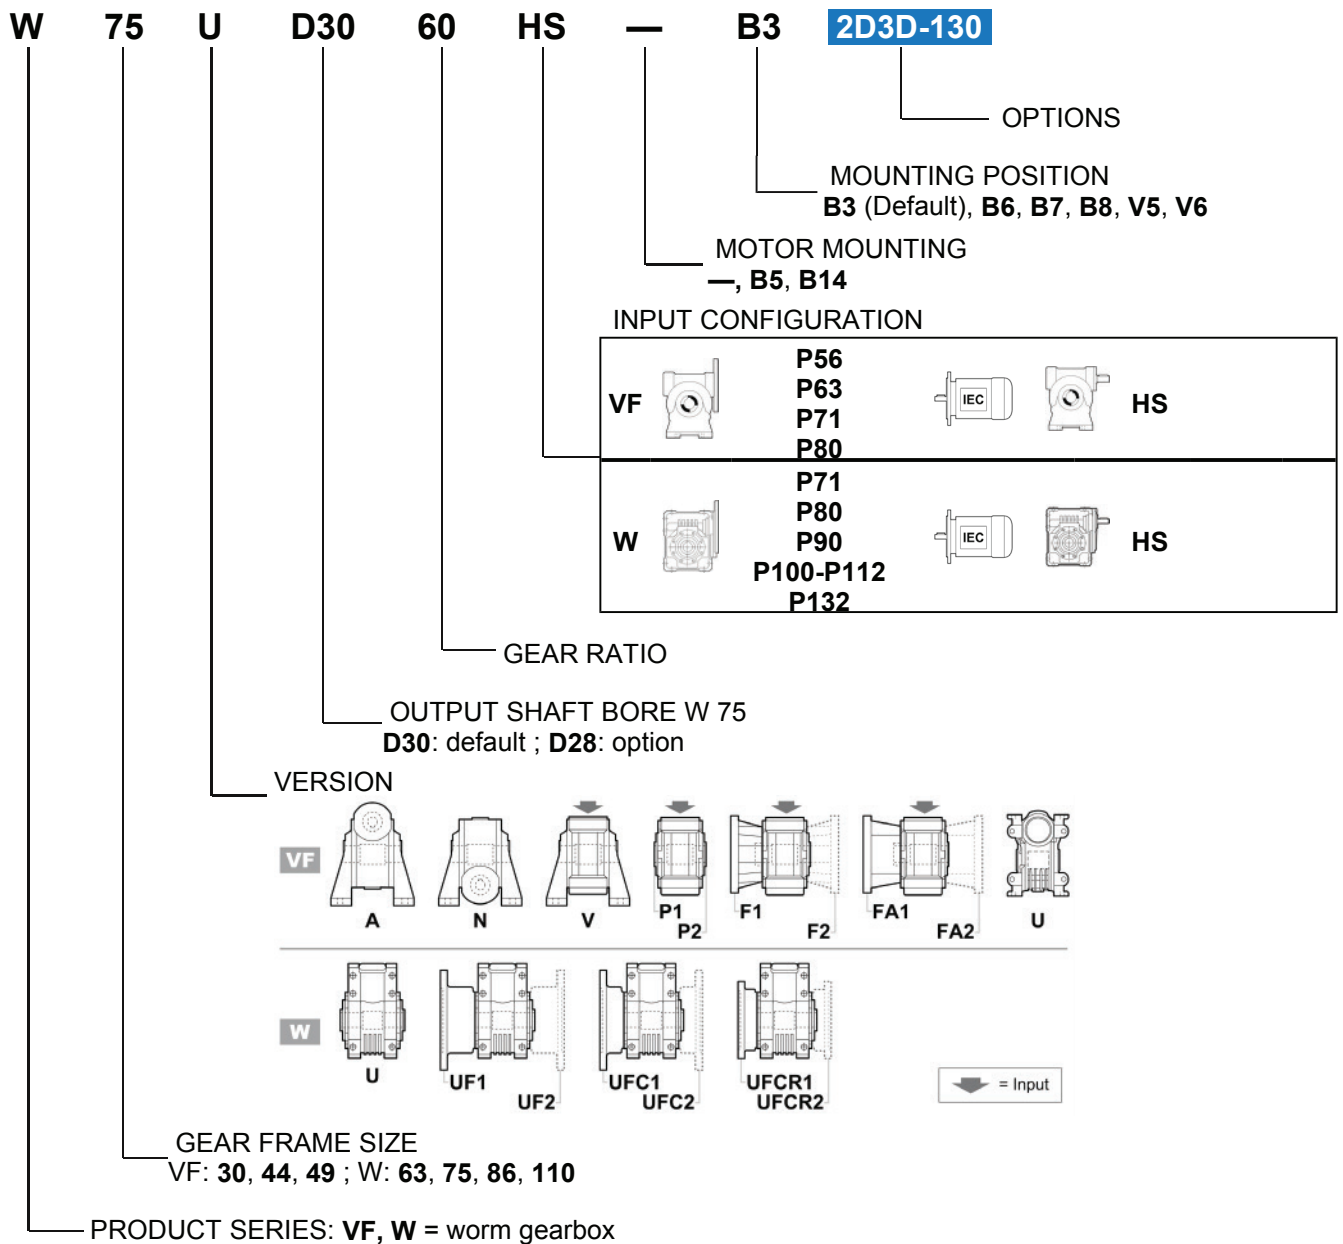 W 75 U D30 60 HS — B3 2D3D-130
OPTIONS
MOUNTING POSITION
B3 (Default), B6, B7, B8, V5, V6
MOTOR MOUNTING
—, B5, B14
INPUT CONFIGURATION
P56
P63
VF IEC HS
P71
P80
P71
P80
W P90 IEC HS
P100-P112
P132
GEAR RATIO
OUTPUT SHAFT BORE W 75
D30: default ; D28: option
VERSION
VF
A N V P1 P2 F1 F2 FA1 FA2 U
W
U UF1 UF2 UFC1 UFC2 UFCR1 UFCR2
= Input
GEAR FRAME SIZE
VF: 30, 44, 49 ; W: 63, 75, 86, 110
PRODUCT SERIES: VF, W = worm gearbox